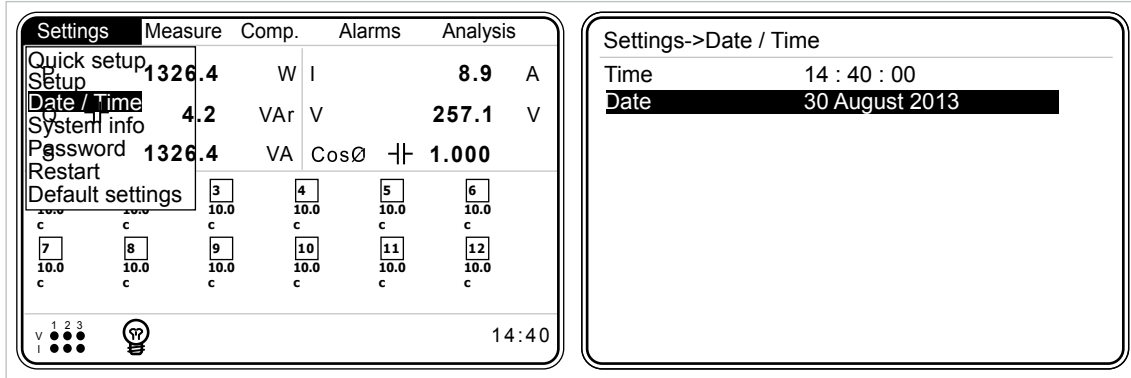 Settings Measure Comp. Alarms Analysis
Quick setup
Setup
Date / Time
System info
Password
Restart
Default settings
P 1326.4 W I 8.9 A
Q 4.2 VAr V 257.1 V
S 1326.4 VA CosØ 1.000
3 4 5 6
10.0 10.0 10.0 10.0 10.0 10.0
c c c c c c
7 8 9 10 11 12
10.0 10.0 10.0 10.0 10.0 10.0
c c c c c c
1 2 3
V
I
14:40
Settings->Date / Time
Time 14 : 40 : 00
Date 30 August 2013